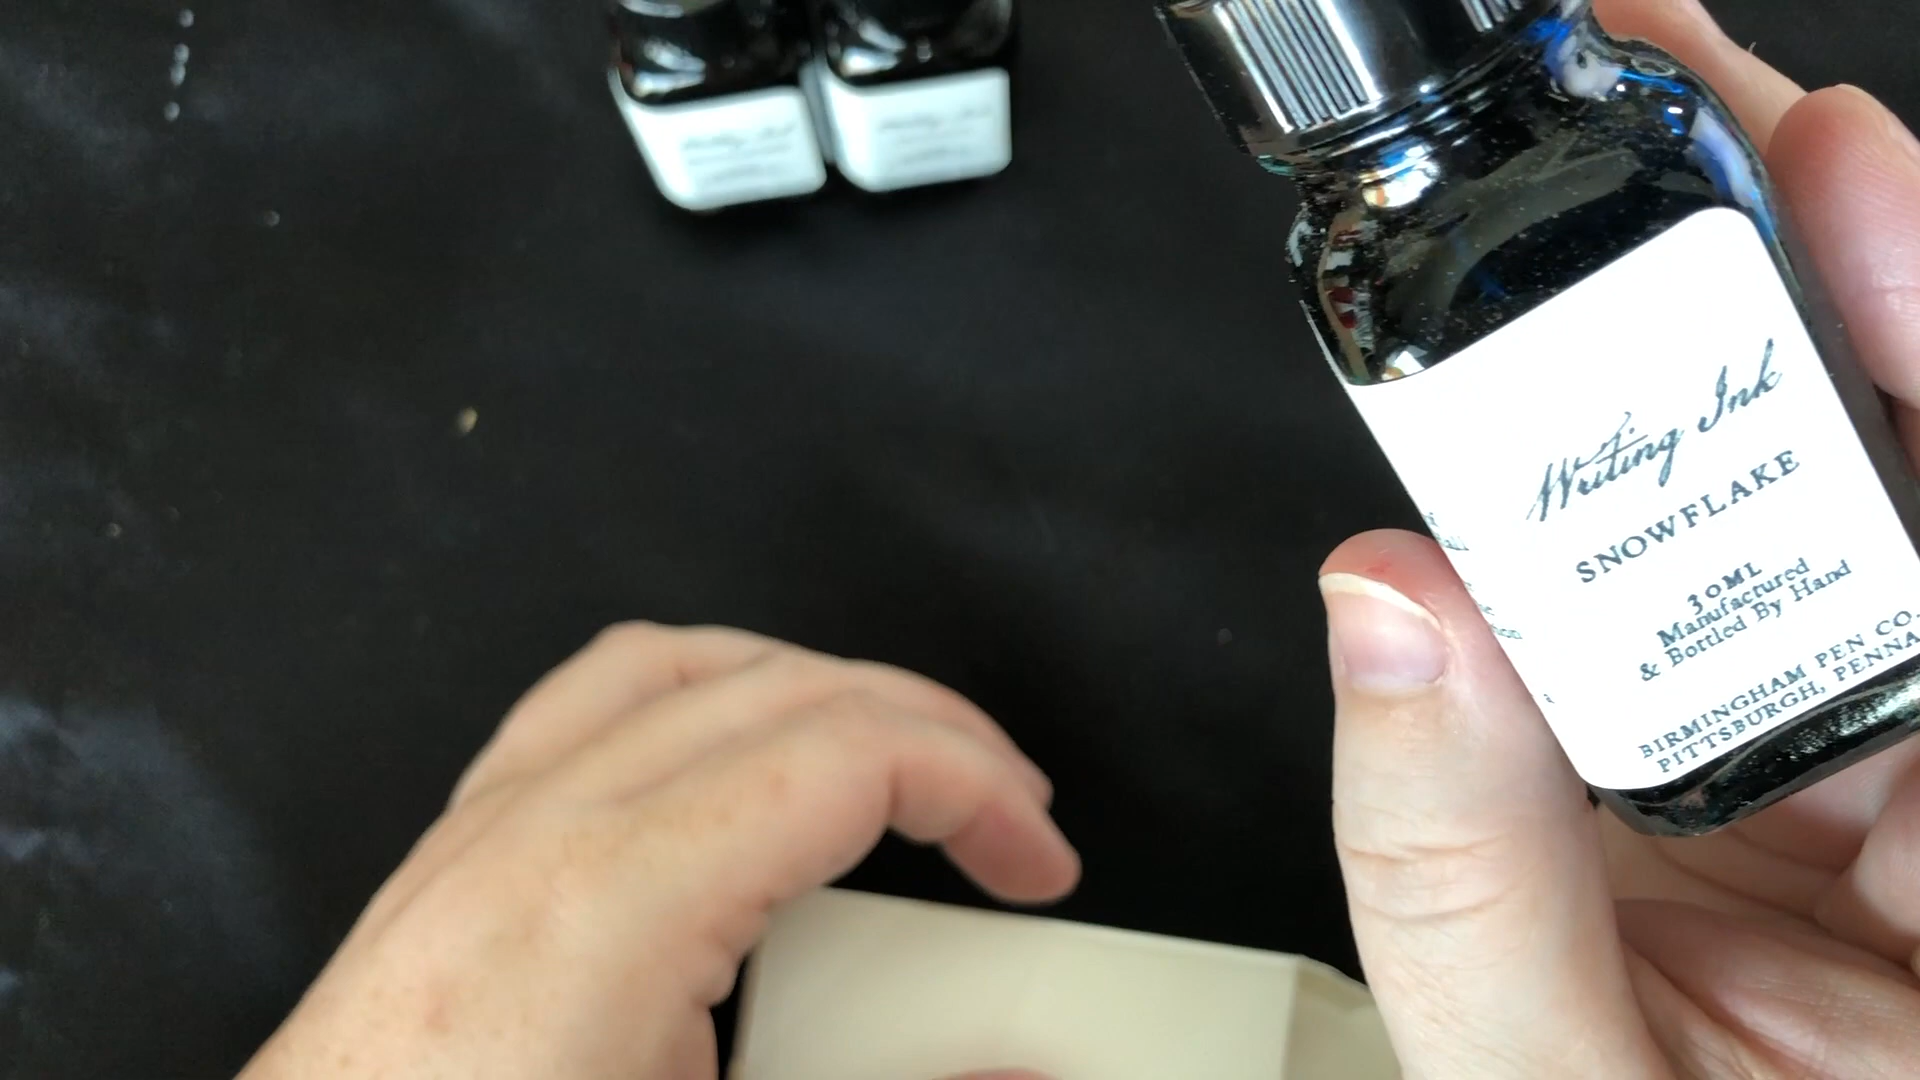 Writing Ink
SNOWFLAKE
30ML
Manufactured
& Bottled By Hand
BIRMINGHAM PEN CO.
PITTSBURGH, PENNA